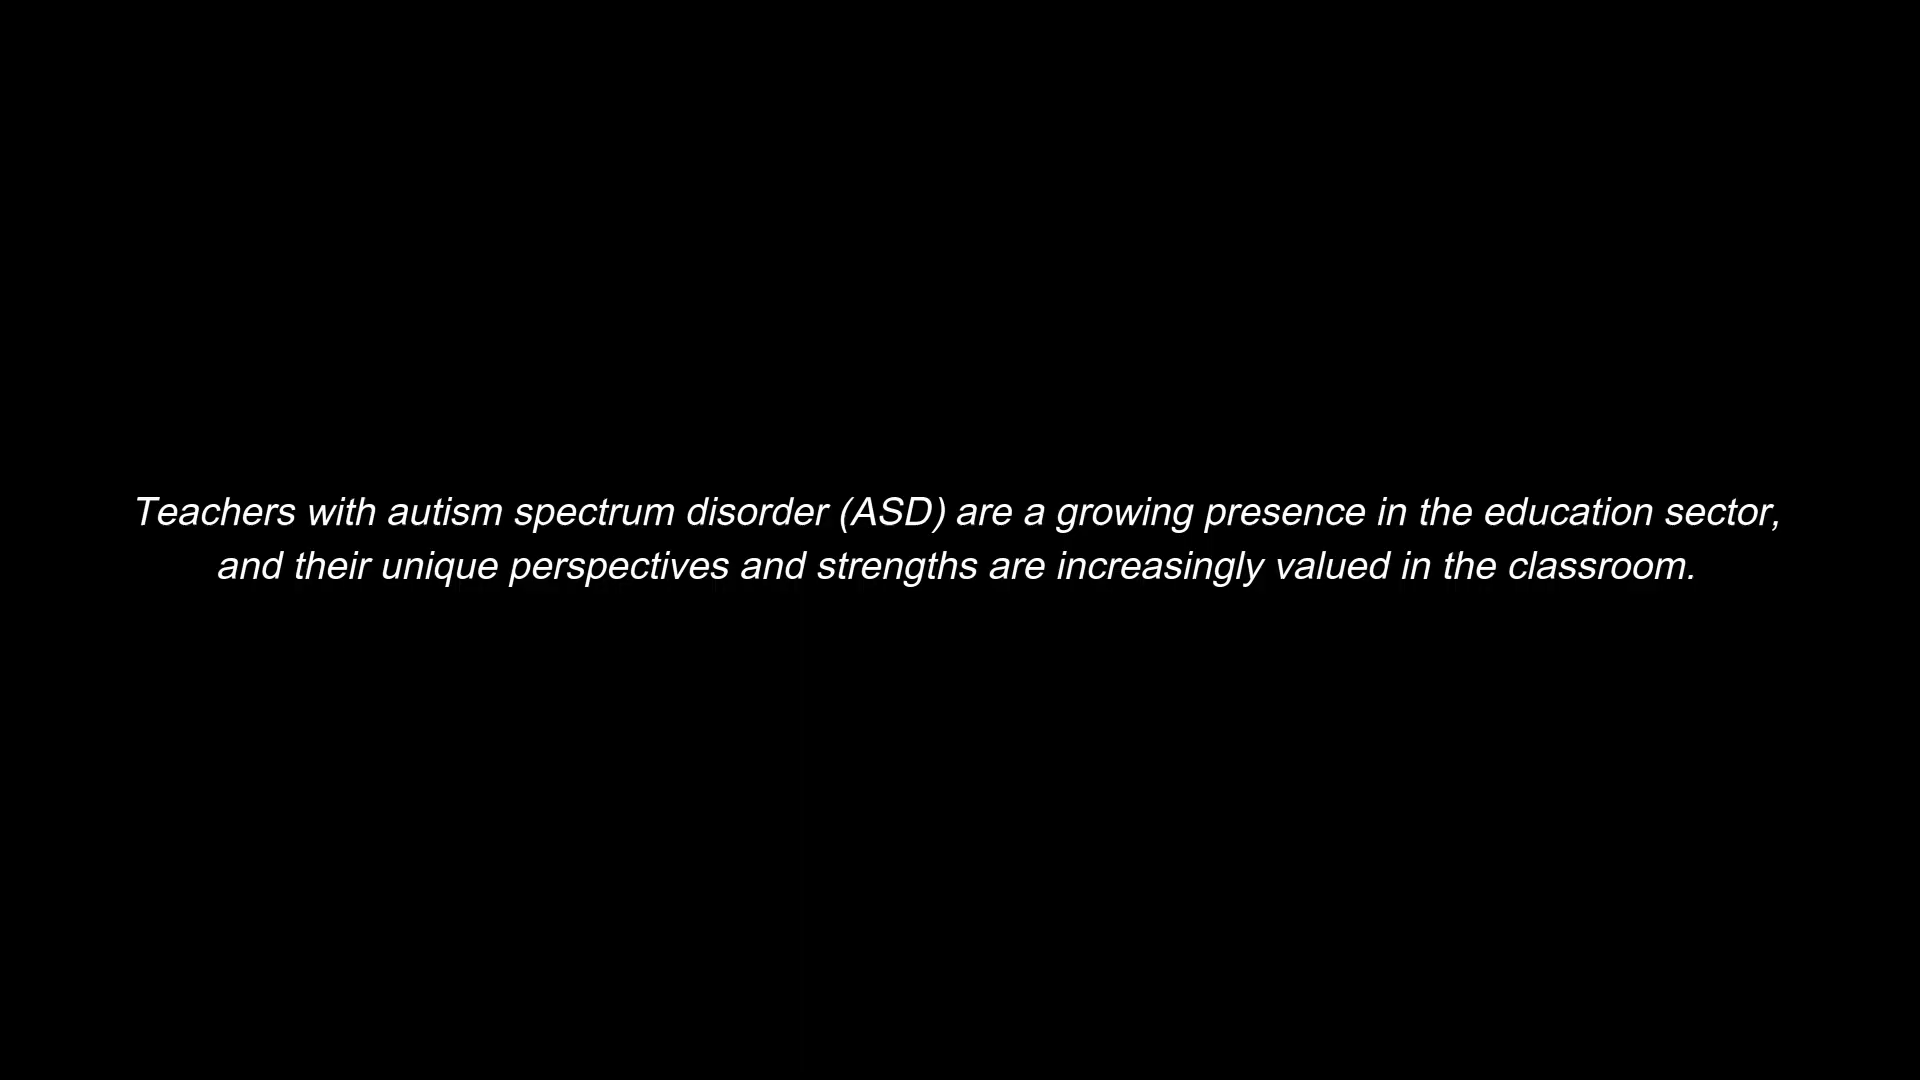 Teachers with autism spectrum disorder (ASD) are a growing presence in the education sector,
and their unique perspectives and strengths are increasingly valued in the classroom.